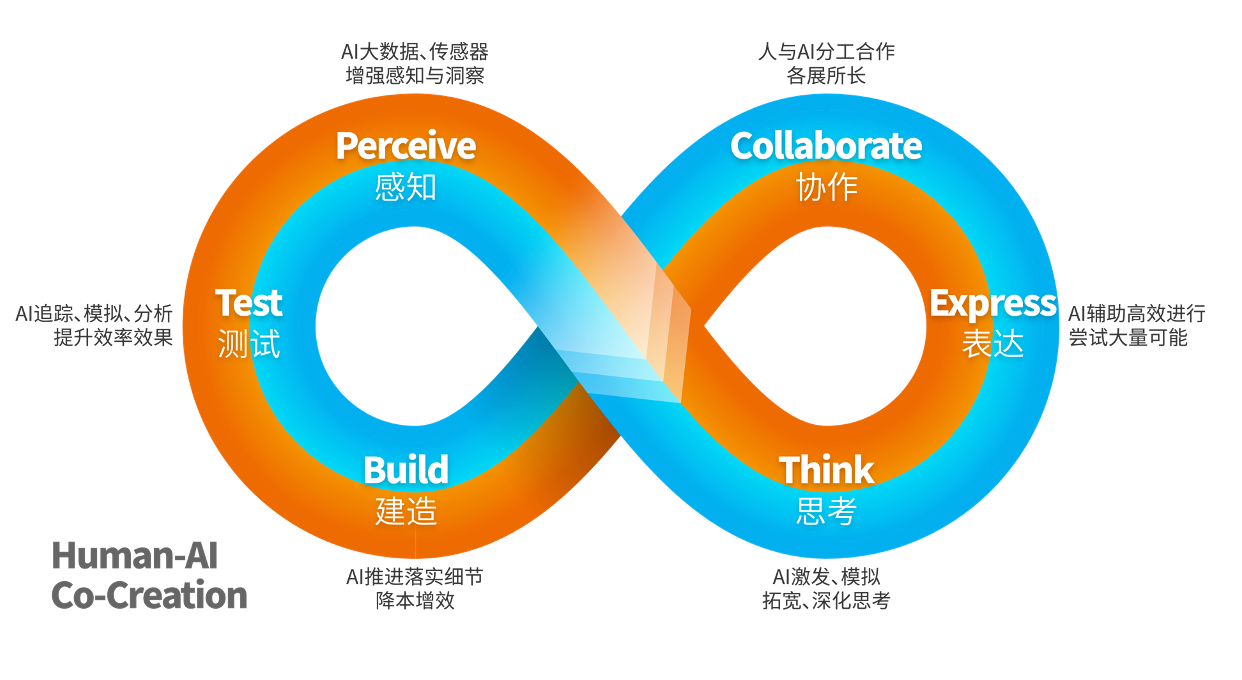 AI大数据、传感器
增强感知与洞察
人与AI分工合作
各展所长
Perceive
感知
Collaborate
协作
Test
测试
AI追踪、模拟、分析
提升效率效果
Express
表达
AI辅助高效进行
尝试大量可能
Build
建造
Think
思考
AI推进落实细节
降本增效
AI激发、模拟
拓宽、深化思考
Human-AI
Co-Creation